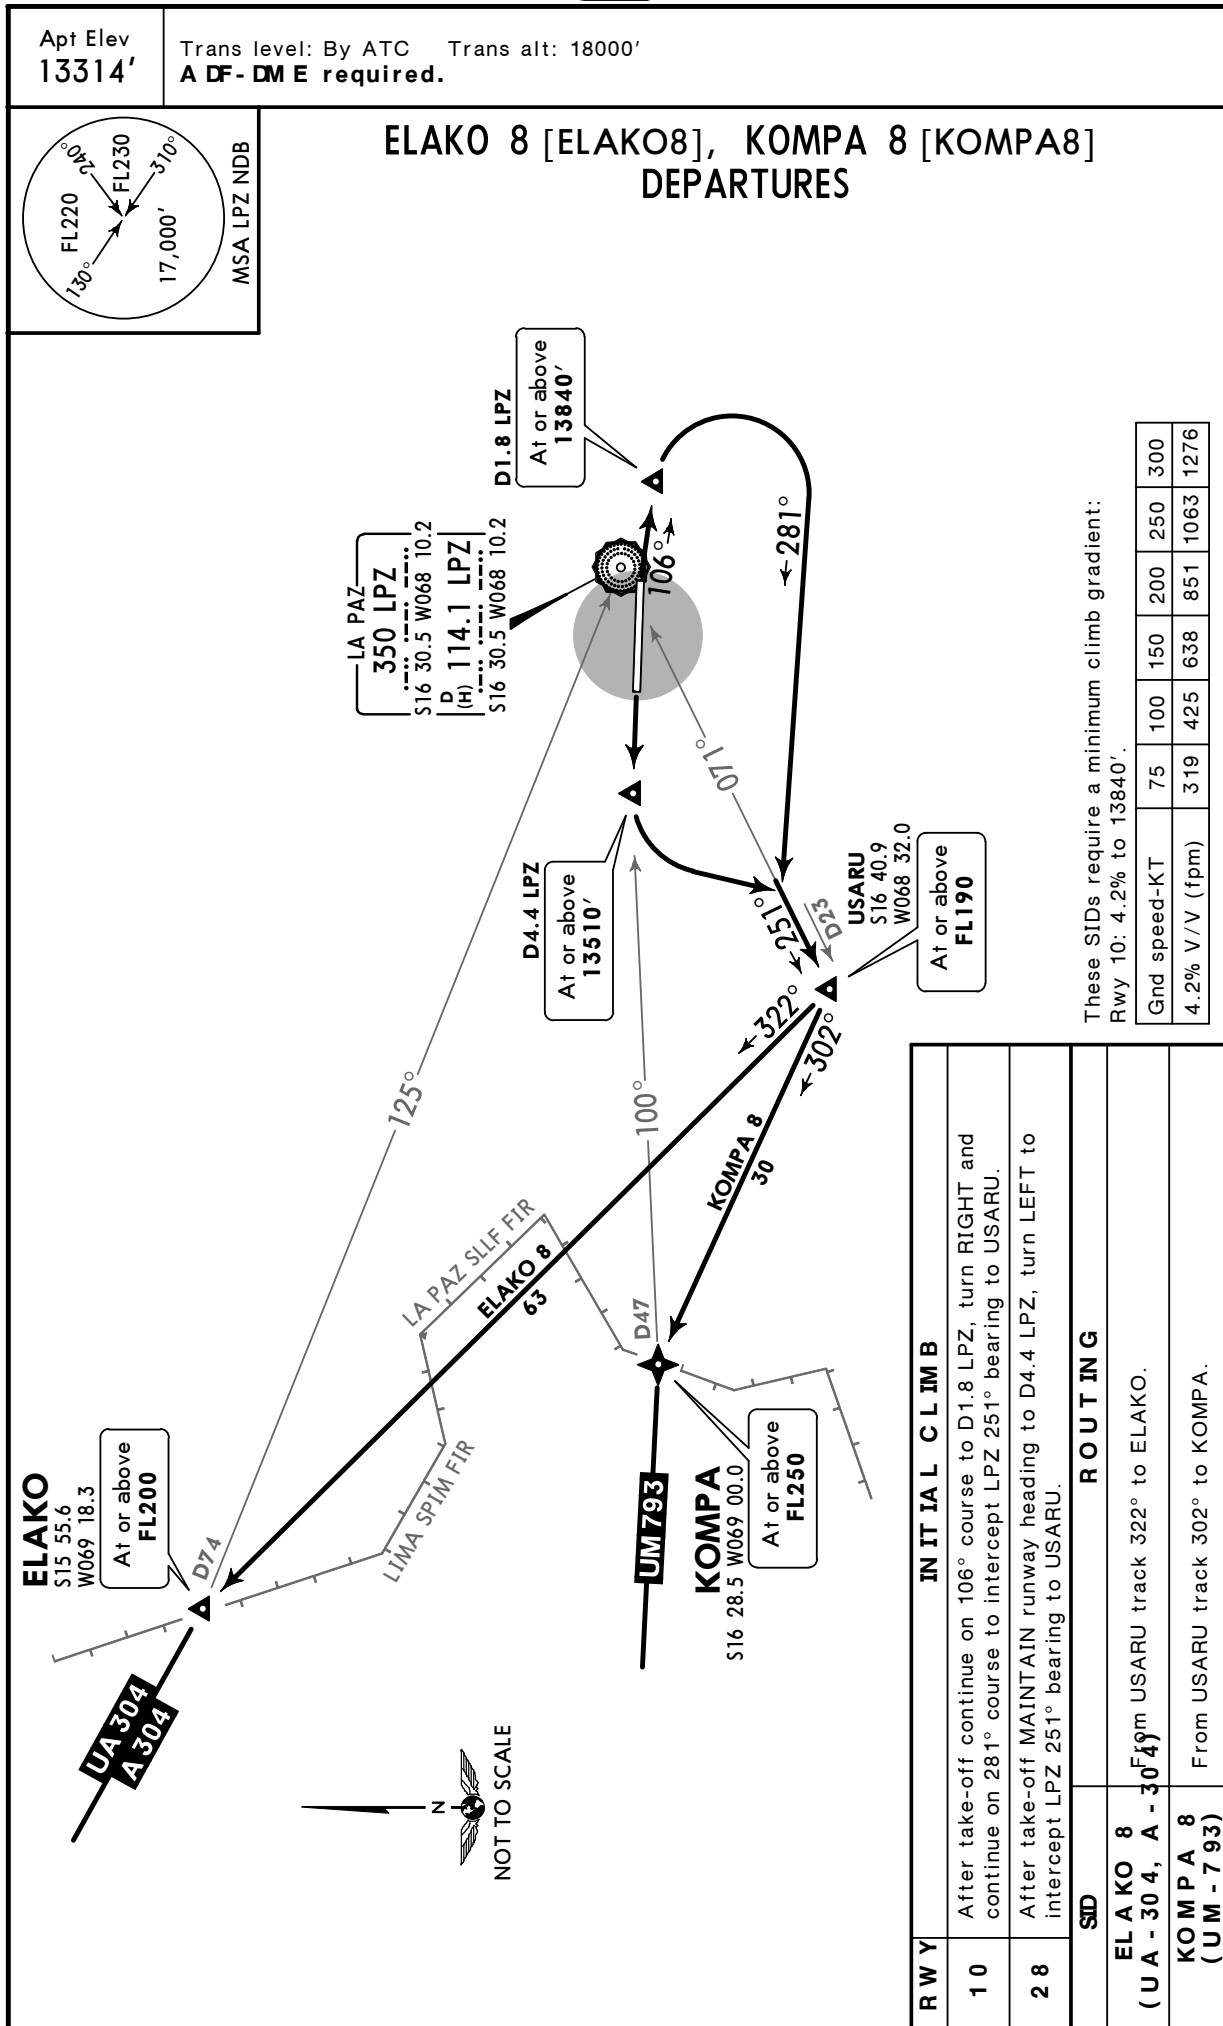 Apt Elev
13314'
Trans level: By ATC Trans alt: 18000'
ADF-DME required.
ELAKO 8 [ELAKO8], KOMPA 8 [KOMPA8]
DEPARTURES
240°
FL230
310°
FL220
17,000'
130°
MSA LPZ NDB
D1.8 LPZ
At or above
13840'
LA PAZ
350 LPZ
S16 30.5 W068 10.2
D
(H) 114.1 LPZ
S16 30.5 W068 10.2
106°
281°
071°
D4.4 LPZ
At or above
13510'
251°
D23
USARU
S16 40.9
W068 32.0
At or above
FL190
322°
302°
125°
100°
KOMPA 8
30
LA PAZ SLLF FIR
ELAKO 8
63
LIMA SPIM FIR
D47
UM 793
KOMPA
S16 28.5 W069 00.0
At or above
FL250
ELAKO
S15 55.6
W069 18.3
At or above
FL200
D74
UA 304
A 304
N
NOT TO SCALE
These SIDs require a minimum climb gradient:
Rwy 10: 4.2% to 13840'.
Gnd speed-KT 75 100 150 200 250 300
4.2% V/V (fpm) 319 425 638 851 1063 1276
RWY INITIAL CLIMB
10 After take-off continue on 106° course to D1.8 LPZ, turn RIGHT and
continue on 281° course to intercept LPZ 251° bearing to USARU.
28 After take-off MAINTAIN runway heading to D4.4 LPZ, turn LEFT to
intercept LPZ 251° bearing to USARU.
SID ROUTING
ELAKO 8
(UA-304, A-304)
From USARU track 322° to ELAKO.
KOMPA 8
(UM-793)
From USARU track 302° to KOMPA.